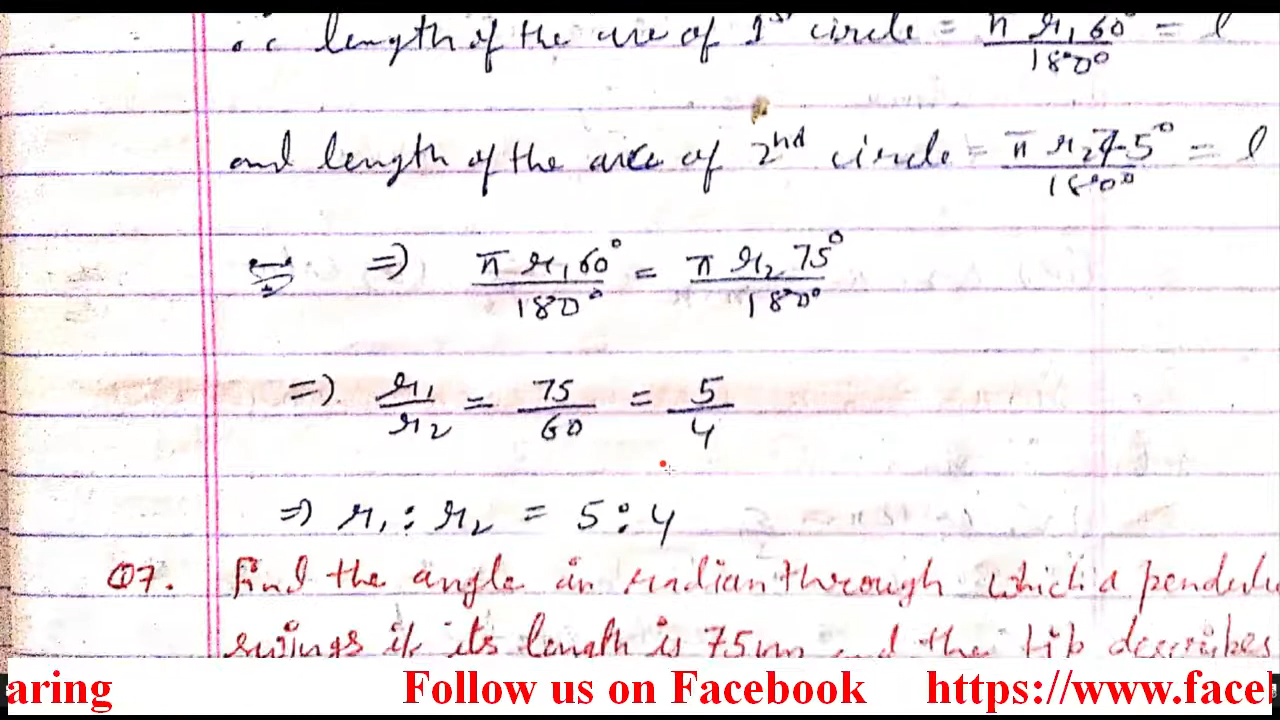 ∴ length of the arc of 1st circle = π r₁ 60° / 180° = l
and length of the arc of 2nd circle = π r₂ 75° / 180° = l
⇒ π r₁ 60° / 180° = π r₂ 75° / 180°
⇒ r₁ / r₂ = 75 / 60 = 5 / 4
⇒ r₁ : r₂ = 5 : 4
Q7. Find the angle in radian through which a pendulu
swings if its length is 75 and the tip describes
aring Follow us on Facebook https://www.facel